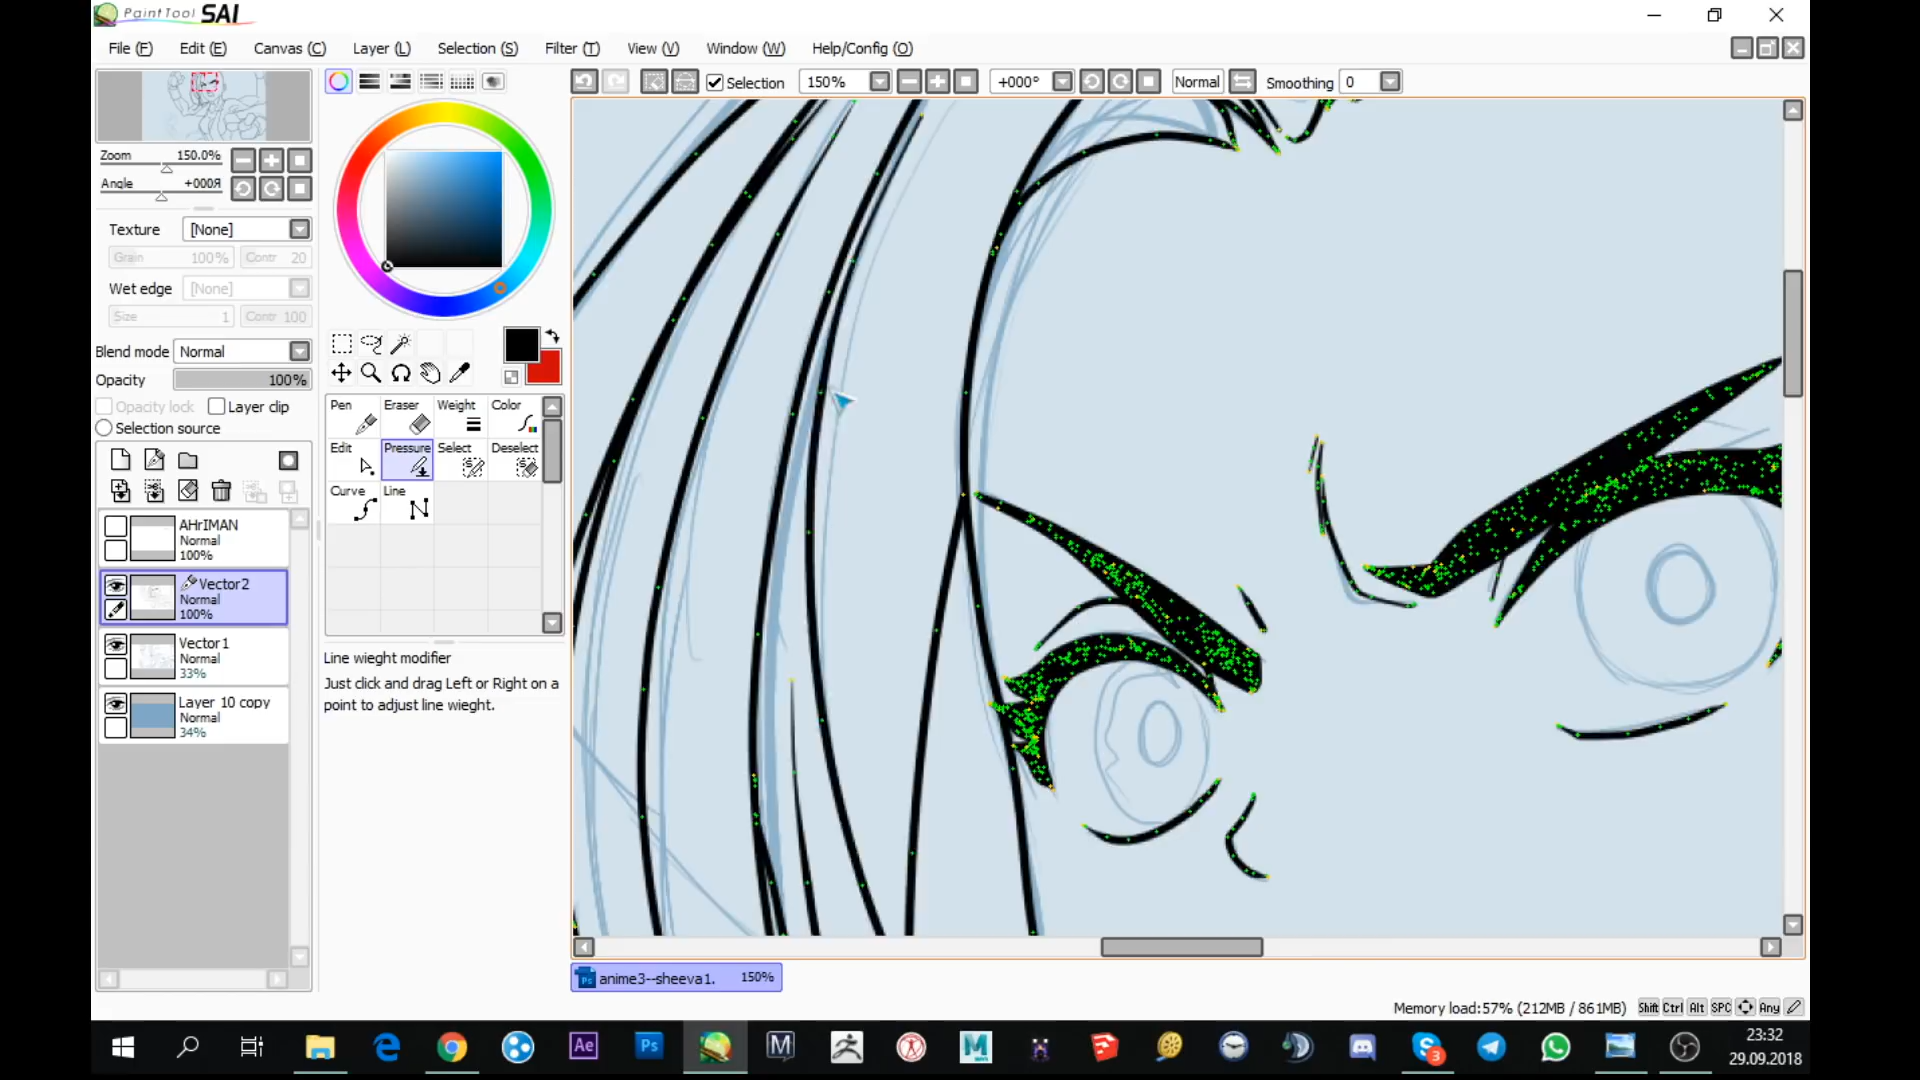 PaintTool SAI
File (F) Edit (E) Canvas (C) Layer (L) Selection (S) Filter (T) View (V) Window (W) Help/Config (O)
Selection 150% +000° Normal Smoothing 0
Zoom 150.0%
Angle +000Я
Texture [None]
Grain 100% Contr 20
Wet edge [None]
Size 1 Contr 100
Blend mode Normal
Opacity 100%
Opacity lock Layer clip
Selection source
AHrIMAN
Normal
100%
Vector2
Normal
100%
Vector1
Normal
33%
Layer 10 copy
Normal
34%
Pen Eraser Weight Color
Edit Pressure Select Deselect
Curve Line
Line wieght modifier
Just click and drag Left or Right on a
point to adjust line wieght.
Ps anime3--sheeva1. 150%
Memory load:57% (212MB / 861MB) Shift Ctrl Alt SPC Any
Ae Ps M M S 3
23:32
29.09.2018